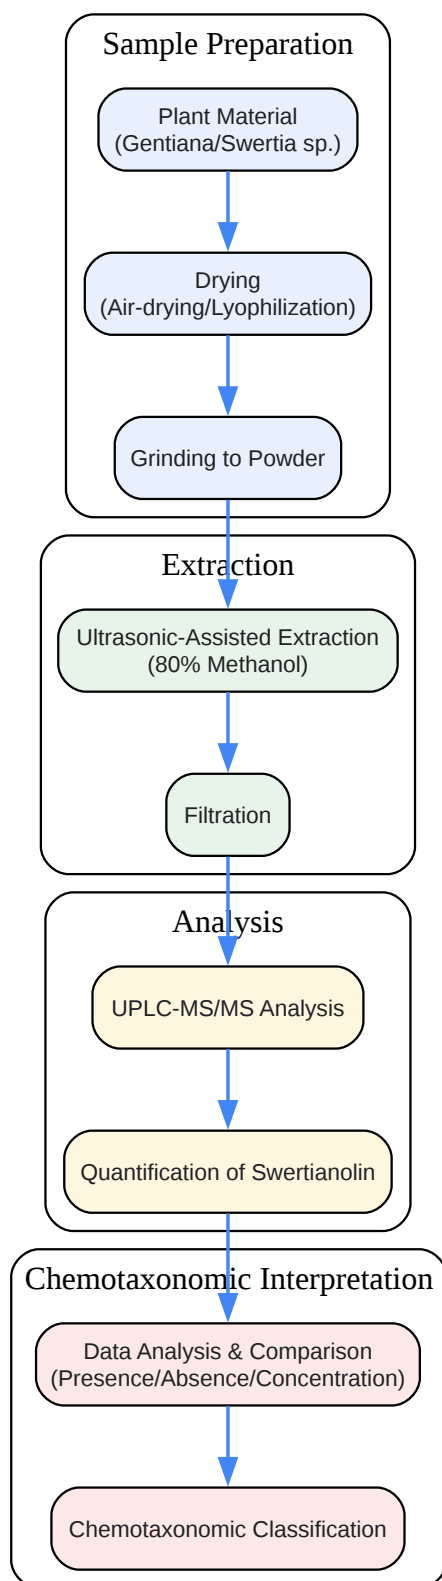 Sample Preparation
Plant Material
(Gentiana/Swertia sp.)
Drying
(Air-drying/Lyophilization)
Grinding to Powder
Extraction
Ultrasonic-Assisted Extraction
(80% Methanol)
Filtration
Analysis
UPLC-MS/MS Analysis
Quantification of Swertianolin
Chemotaxonomic Interpretation
Data Analysis & Comparison
(Presence/Absence/Concentration)
Chemotaxonomic Classification